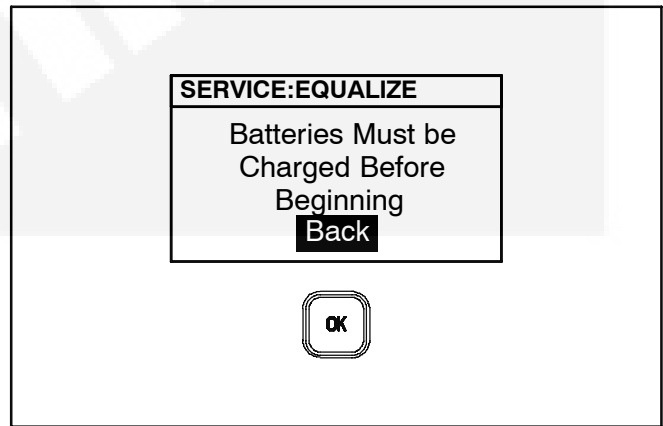 SERVICE:EQUALIZE
Batteries Must be
Charged Before
Beginning
Back
OK